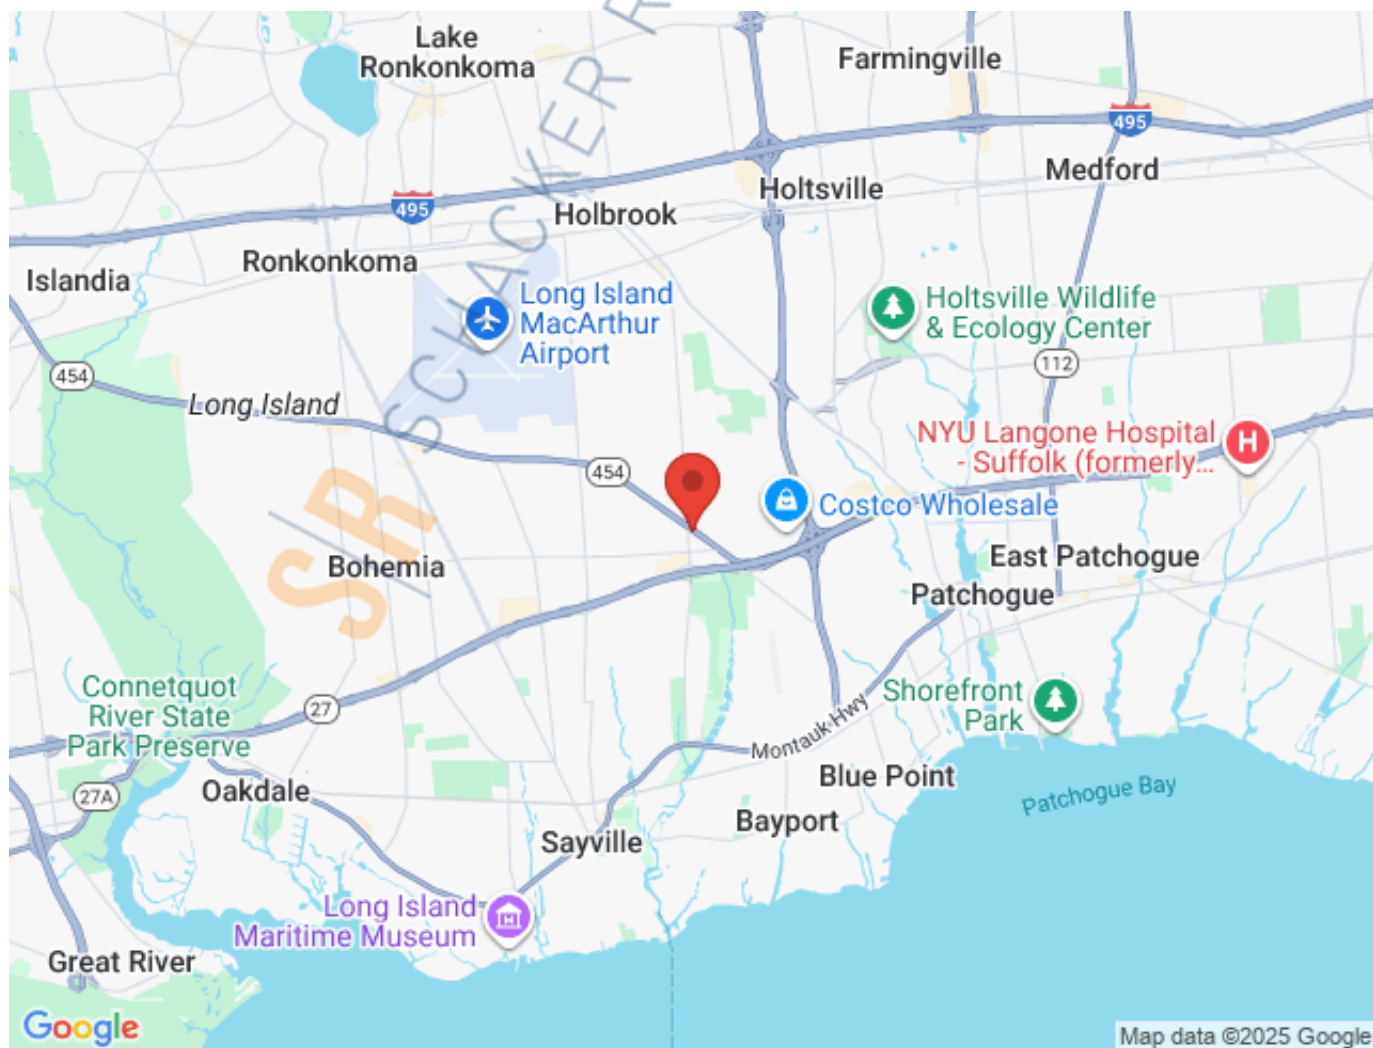 Lake
Ronkonkoma
Farmingville
495
Medford
Holtsville
495
Holbrook
Ronkonkoma
Islandia
Long Island
MacArthur
Airport
Holtsville Wildlife
& Ecology Center
454
112
Long Island
NYU Langone Hospital
- Suffolk (formerly...
454
Costco Wholesale
Bohemia
East Patchogue
Patchogue
Connetquot
River State
Park Preserve
27
Shorefront
Park
Montauk Hwy
27A
Oakdale
Blue Point
Patchogue Bay
Bayport
Sayville
Long Island
Maritime Museum
Great River
SR
SCHACKER R
Google
Map data ©2025 Google